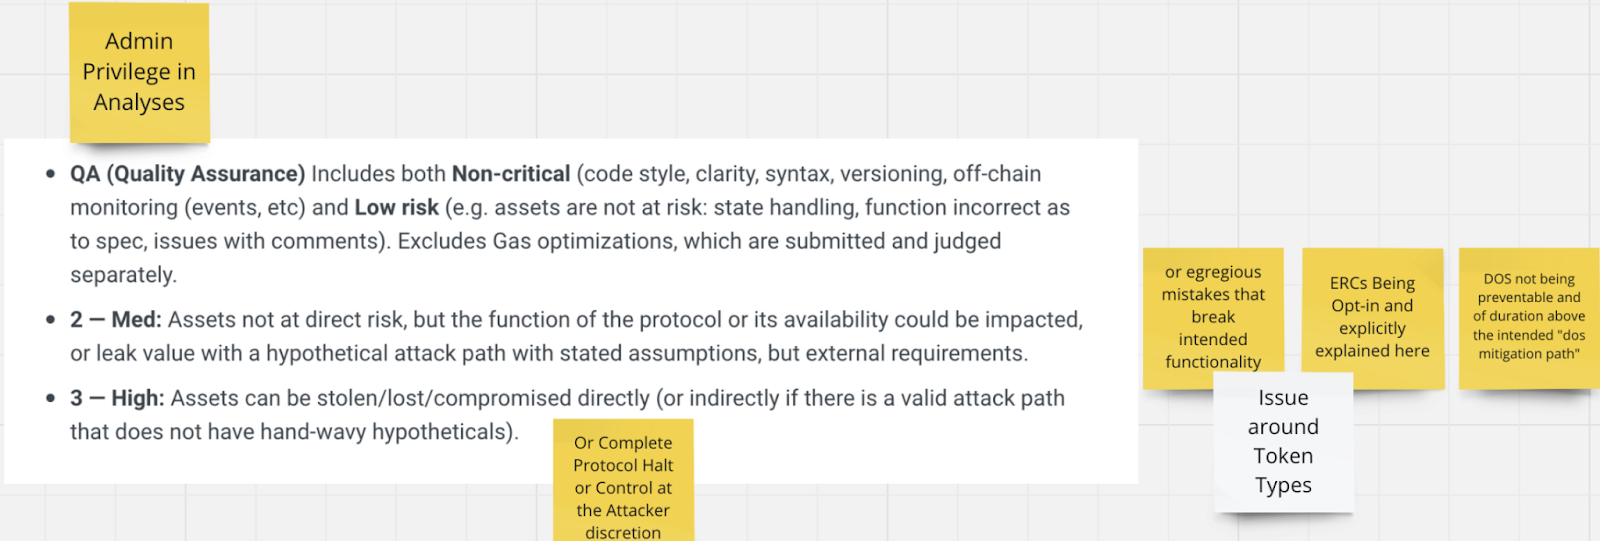 Admin
Privilege in
Analyses
• QA (Quality Assurance) Includes both Non-critical (code style, clarity, syntax, versioning, off-chain
monitoring (events, etc) and Low risk (e.g. assets are not at risk: state handling, function incorrect as
to spec, issues with comments). Excludes Gas optimizations, which are submitted and judged
separately.
• 2 — Med: Assets not at direct risk, but the function of the protocol or its availability could be impacted,
or leak value with a hypothetical attack path with stated assumptions, but external requirements.
• 3 — High: Assets can be stolen/lost/compromised directly (or indirectly if there is a valid attack path
that does not have hand-wavy hypotheticals).
Or Complete
Protocol Halt
or Control at
the Attacker
discretion
or egregious
mistakes that
break
intended
functionality
ERCs Being
Opt-in and
explicitly
explained here
DOS not being
preventable and
of duration above
the intended "dos
mitigation path"
Issue
around
Token
Types